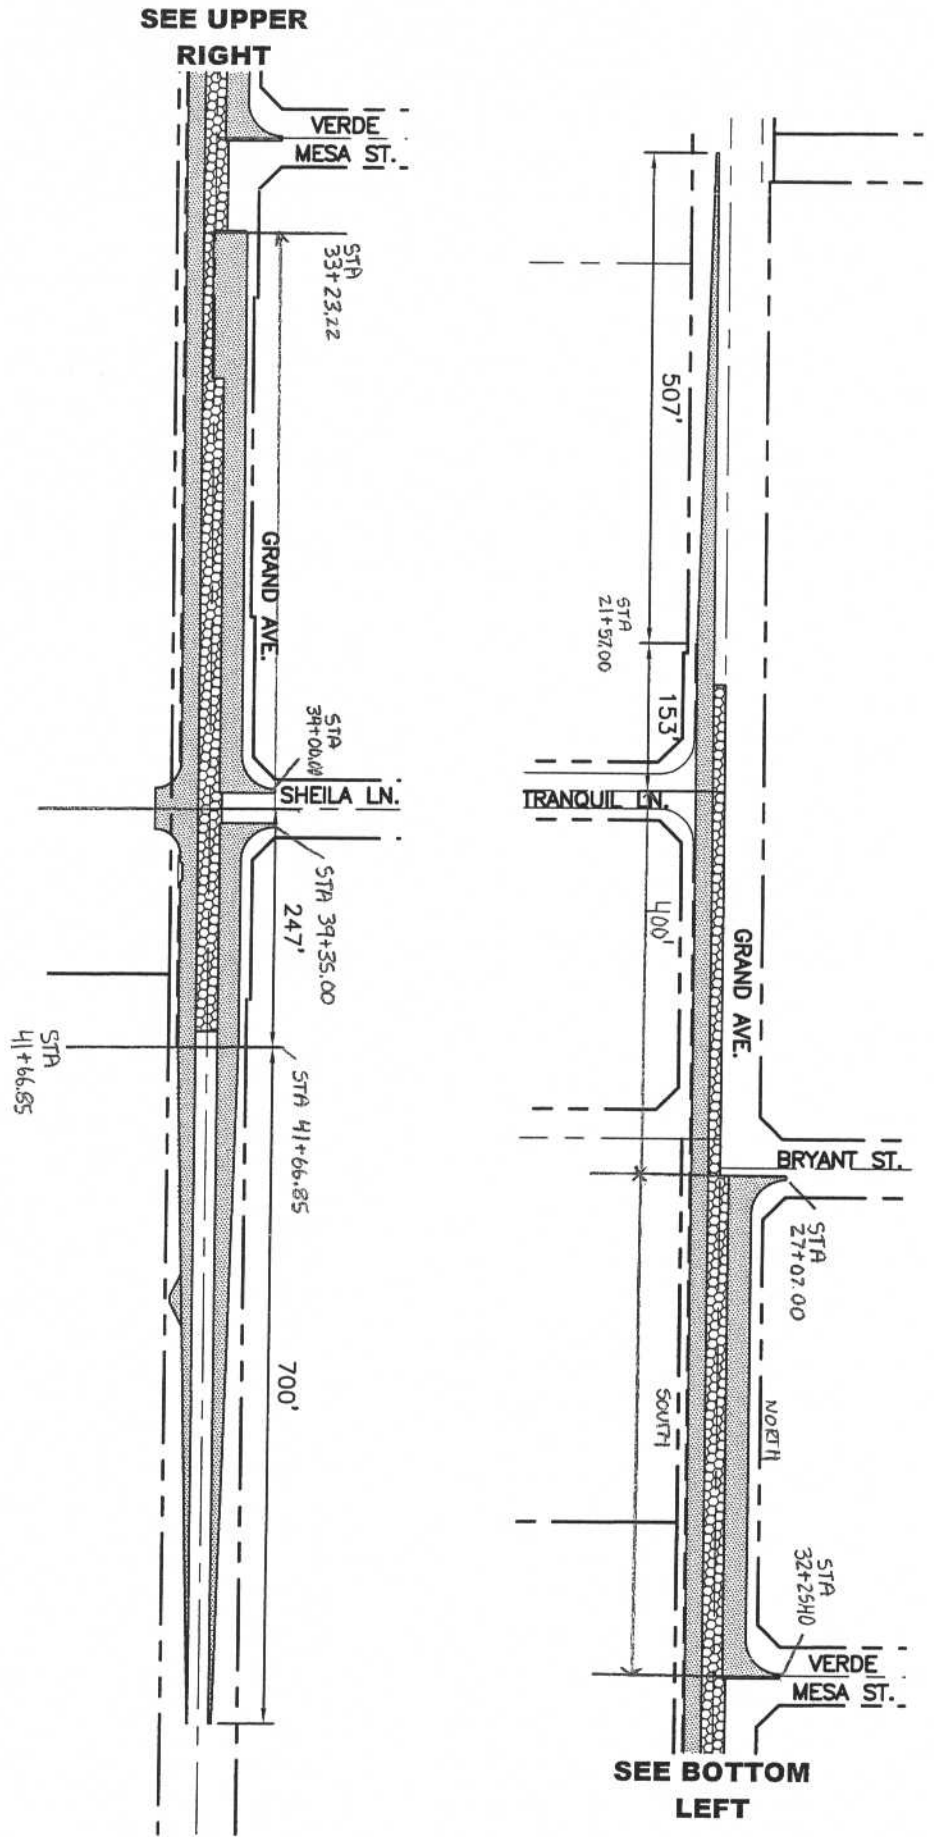 SEE UPPER
RIGHT
VERDE
MESA ST.
STA
33+23.22
GRAND AVE.
STA
39+00.00
SHEILA LN.
STA 39+35.00
247'
STA 41+66.85
STA
41+66.85
700'
507'
STA
21+57.00
153'
TRANQUIL LN.
400'
GRAND AVE.
BRYANT ST.
STA
27+07.00
SOUTH
NORTH
STA
32+25.40
VERDE
MESA ST.
SEE BOTTOM
LEFT